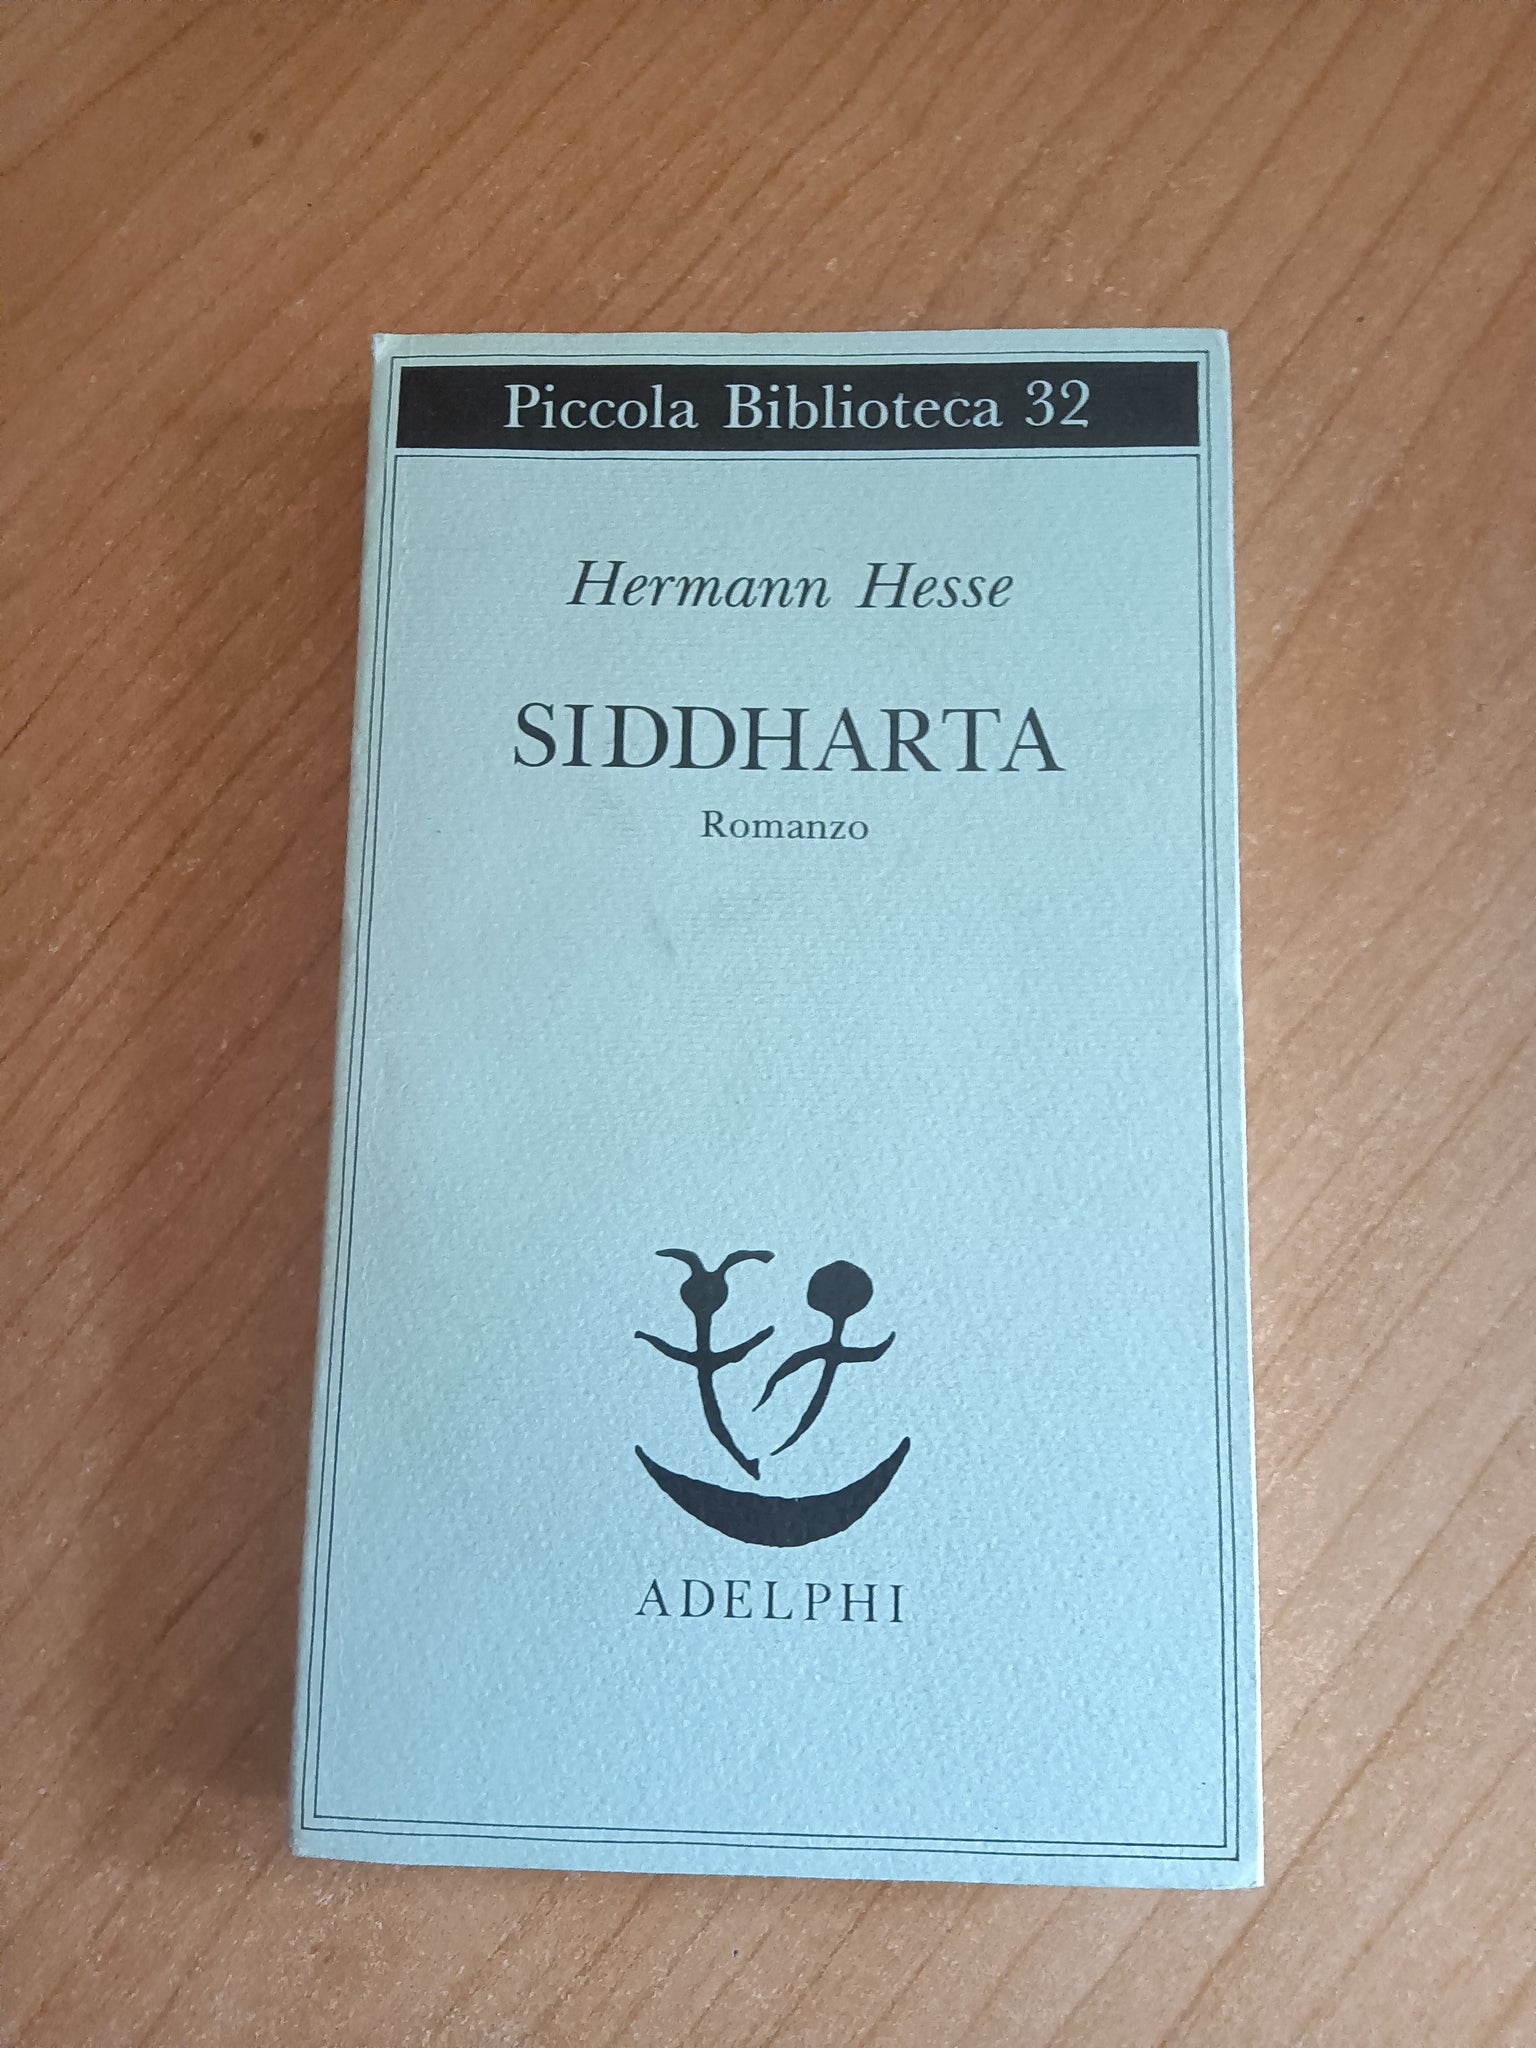 Piccola Biblioteca 32
Hermann Hesse
SIDDHARTA
Romanzo
ADELPHI